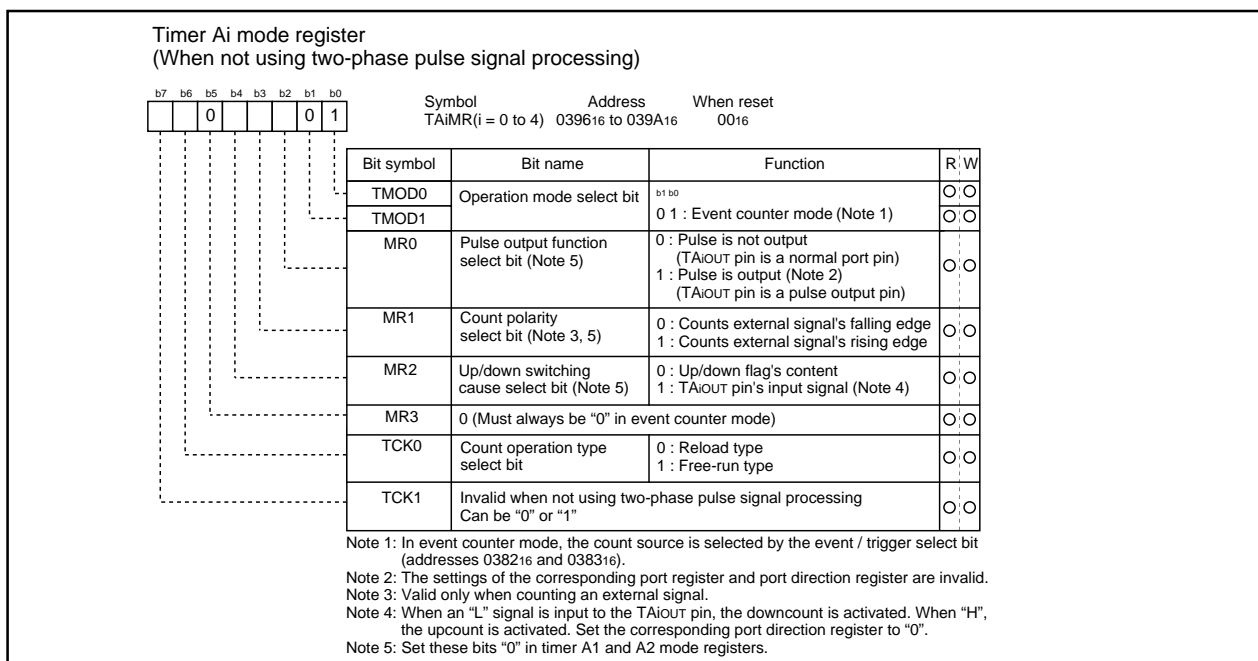 Timer Ai mode register
(When not using two-phase pulse signal processing)
b7 b6 b5 b4 b3 b2 b1 b0
0 0 1
Symbol Address When reset
TAiMR(i = 0 to 4) 039616 to 039A16 0016
Bit symbol Bit name Function R W
TMOD0 Operation mode select bit b1 b0
TMOD1 0 1 : Event counter mode (Note 1)
MR0 Pulse output function 0 : Pulse is not output
select bit (Note 5) (TAiOUT pin is a normal port pin)
1 : Pulse is output (Note 2)
(TAiOUT pin is a pulse output pin)
MR1 Count polarity 0 : Counts external signal's falling edge
select bit (Note 3, 5) 1 : Counts external signal's rising edge
MR2 Up/down switching 0 : Up/down flag's content
cause select bit (Note 5) 1 : TAiOUT pin's input signal (Note 4)
MR3 0 (Must always be “0” in event counter mode)
TCK0 Count operation type 0 : Reload type
select bit 1 : Free-run type
TCK1 Invalid when not using two-phase pulse signal processing
Can be “0” or “1”
Note 1: In event counter mode, the count source is selected by the event / trigger select bit
(addresses 038216 and 038316).
Note 2: The settings of the corresponding port register and port direction register are invalid.
Note 3: Valid only when counting an external signal.
Note 4: When an “L” signal is input to the TAiOUT pin, the downcount is activated. When “H”,
the upcount is activated. Set the corresponding port direction register to “0”.
Note 5: Set these bits “0” in timer A1 and A2 mode registers.